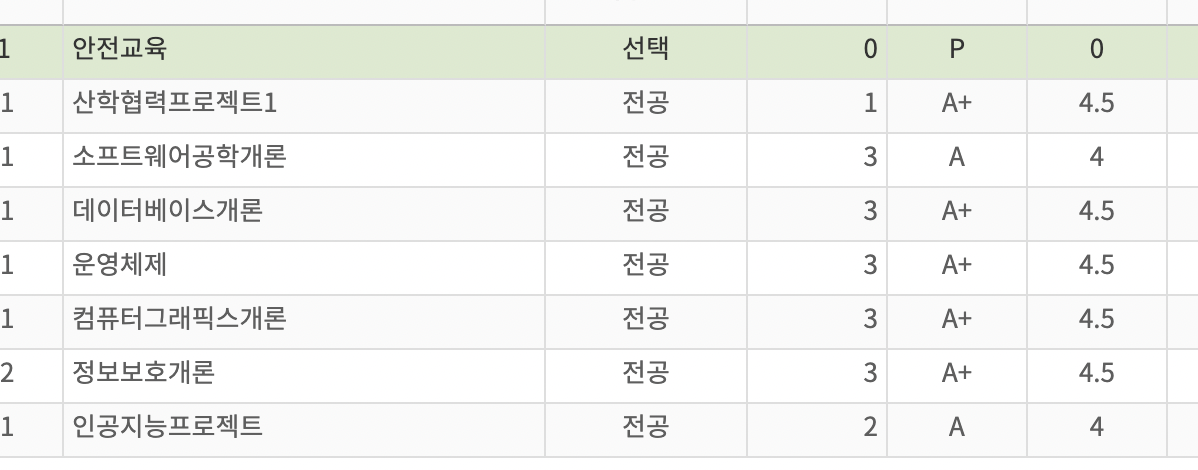 1 안전교육 선택 0 P 0
1 산학협력프로젝트1 전공 1 A+ 4.5
1 소프트웨어공학개론 전공 3 A 4
1 데이터베이스개론 전공 3 A+ 4.5
1 운영체제 전공 3 A+ 4.5
1 컴퓨터그래픽스개론 전공 3 A+ 4.5
2 정보보호개론 전공 3 A+ 4.5
1 인공지능프로젝트 전공 2 A 4